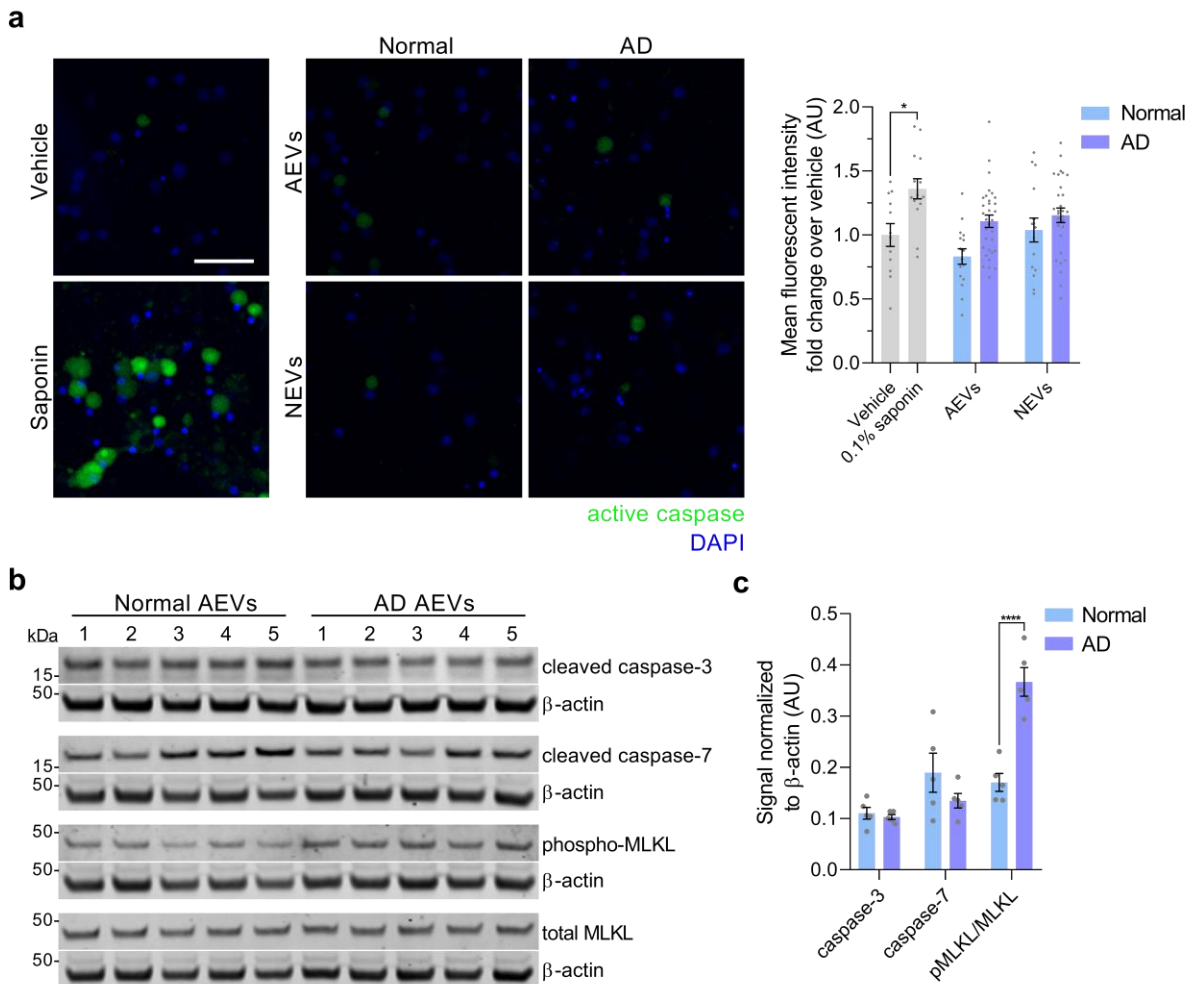 a
Normal
AD
Vehicle
AEVs
Saponin
NEVs
active caspase
DAPI
Mean fluorescent intensity
fold change over vehicle (AU)
2.0
1.5
1.0
0.5
0.0
*
Vehicle
0.1% saponin
AEVs
NEVs
Normal
AD
b
Normal AEVs
AD AEVs
kDa 1 2 3 4 5 1 2 3 4 5
15- cleaved caspase-3
50- β-actin
15- cleaved caspase-7
50- β-actin
50- phospho-MLKL
50- β-actin
50- total MLKL
50- β-actin
c
Signal normalized
to β-actin (AU)
0.5
0.4
0.3
0.2
0.1
0.0
****
caspase-3
caspase-7
pMLKL/MLKL
Normal
AD